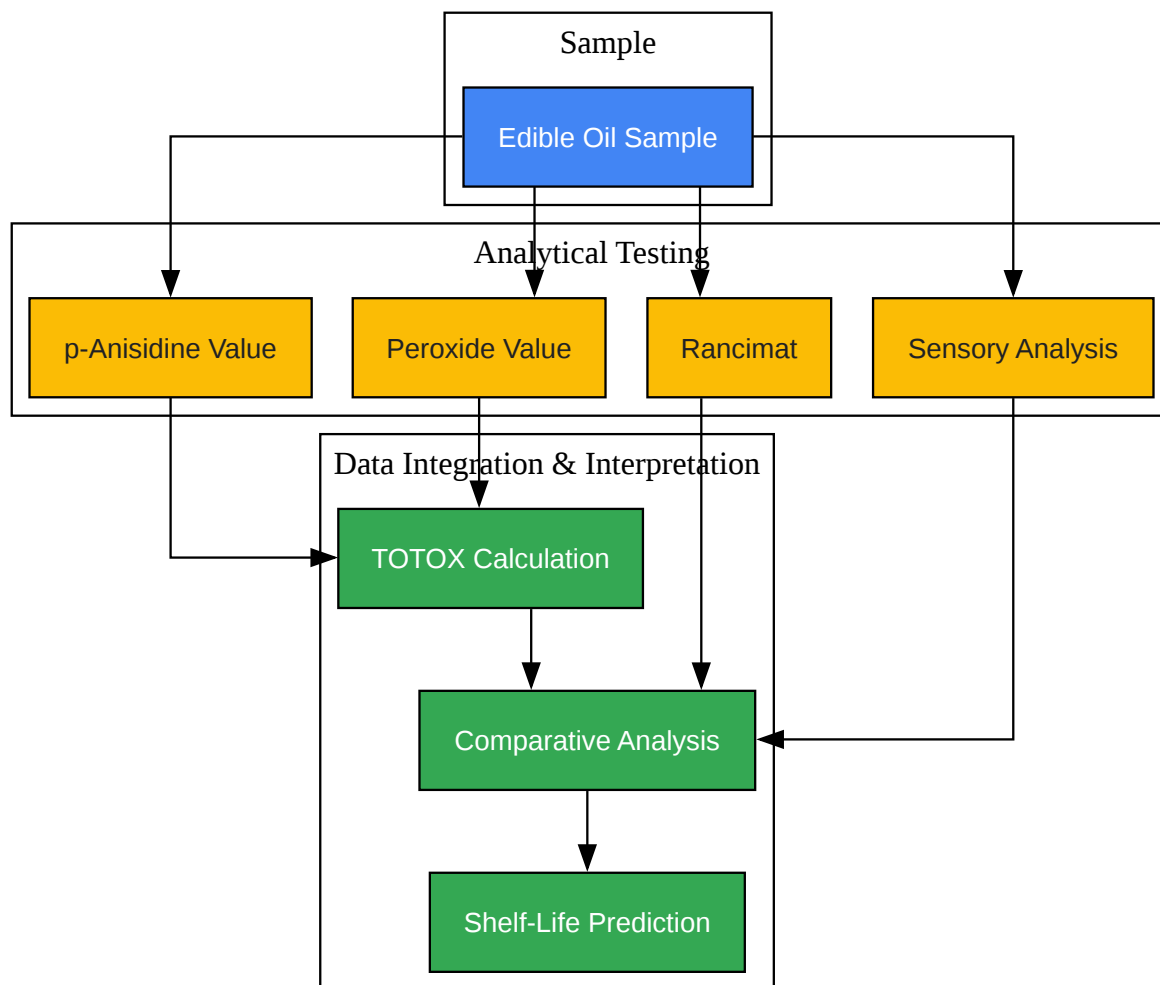 Sample
Edible Oil Sample
Analytical Testing
p-Anisidine Value
Peroxide Value
Rancimat
Sensory Analysis
Data Integration & Interpretation
TOTOX Calculation
Comparative Analysis
Shelf-Life Prediction